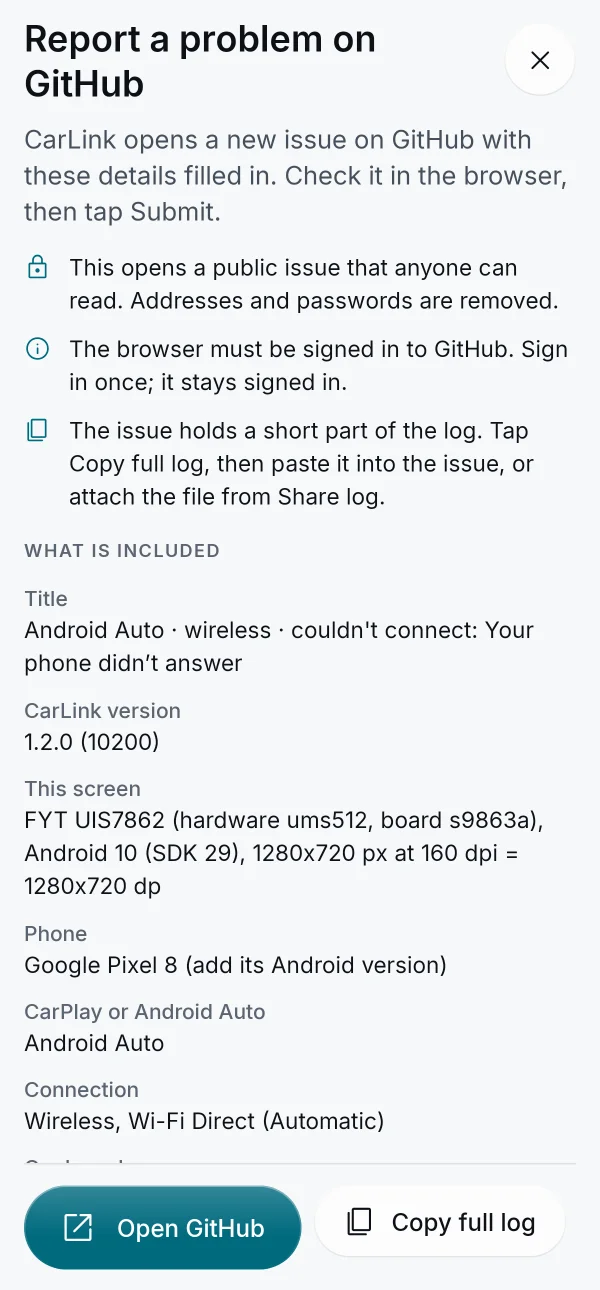 Report a problem on
GitHub
CarLink opens a new issue on GitHub with
these details filled in. Check it in the browser,
then tap Submit.
This opens a public issue that anyone can
read. Addresses and passwords are removed.
The browser must be signed in to GitHub. Sign
in once; it stays signed in.
The issue holds a short part of the log. Tap
Copy full log, then paste it into the issue, or
attach the file from Share log.
WHAT IS INCLUDED
Title
Android Auto · wireless · couldn't connect: Your
phone didn’t answer
CarLink version
1.2.0 (10200)
This screen
FYT UIS7862 (hardware ums512, board s9863a),
Android 10 (SDK 29), 1280x720 px at 160 dpi =
1280x720 dp
Phone
Google Pixel 8 (add its Android version)
CarPlay or Android Auto
Android Auto
Connection
Wireless, Wi-Fi Direct (Automatic)
Open GitHub
Copy full log